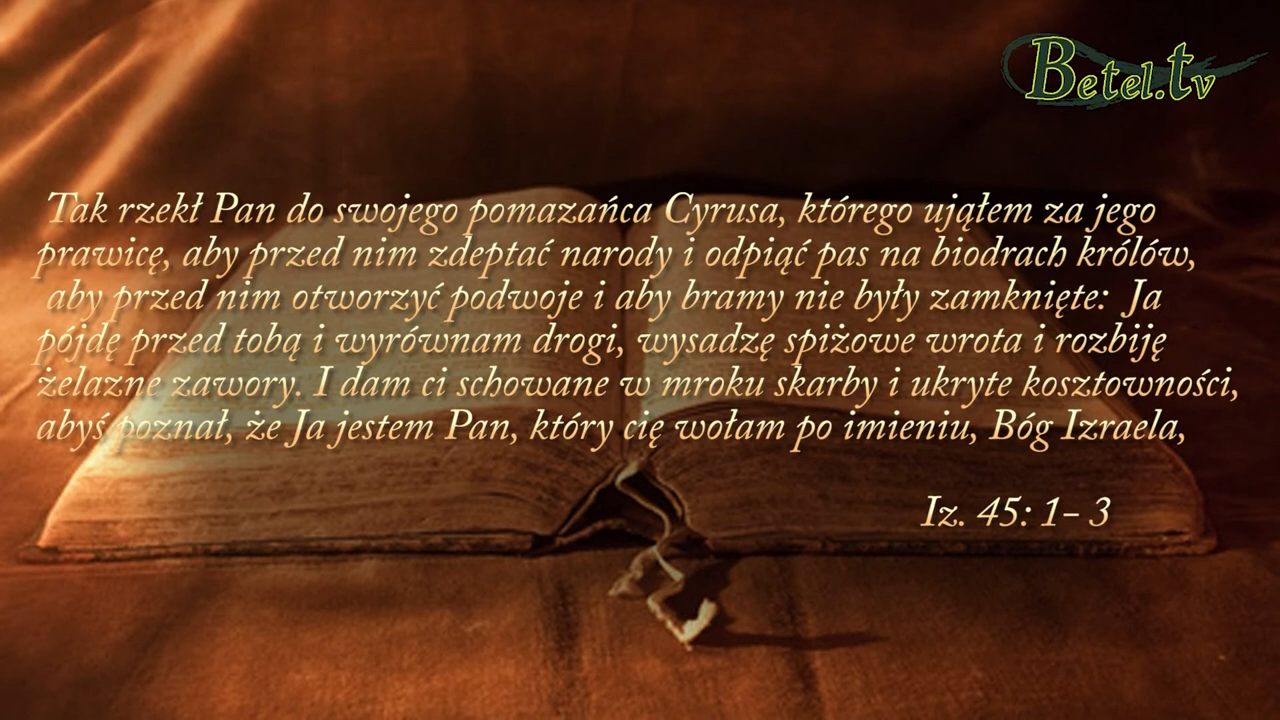 Betel.tv
Tak rzekł Pan do swojego pomazańca Cyrusa, którego ująłem za jego
prawicę, aby przed nim zdeptać narody i odpiąć pas na biodrach królów,
aby przed nim otworzyć podwoje i aby bramy nie były zamknięte: Ja
pójdę przed tobą i wyrównam drogi, wysadzę spiżowe wrota i rozbiję
żelazne zawory. I dam ci schowane w mroku skarby i ukryte kosztowności,
abyś poznał, że Ja jestem Pan, który cię wołam po imieniu, Bóg Izraela,
Iz. 45: 1- 3